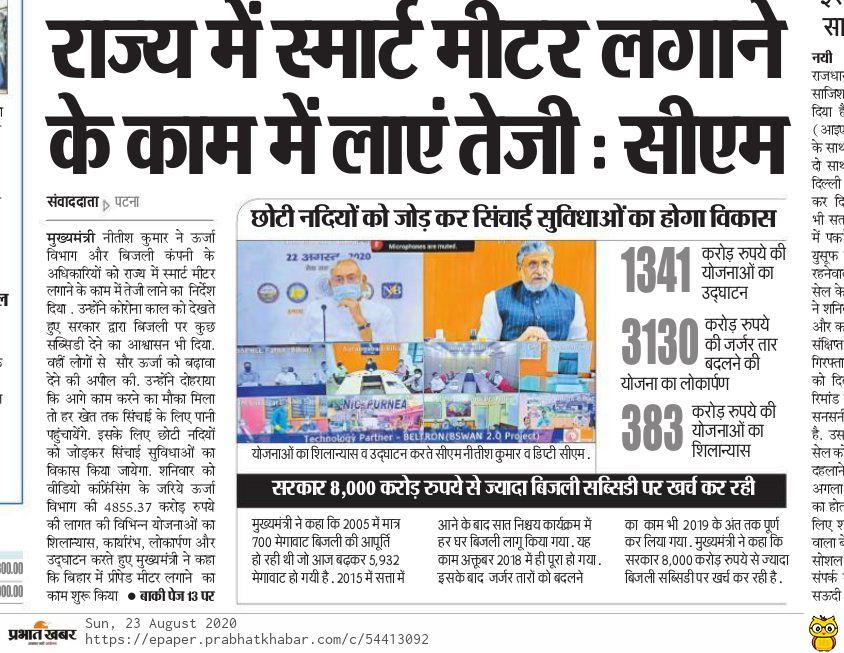 राज्य में स्मार्ट मीटर लगाने
के काम में लाएं तेजी : सीएम
संवाददाता ▷ पटना
मुख्यमंत्री नीतीश कुमार ने ऊर्जा
विभाग और बिजली कंपनी के
अधिकारियों को राज्य में स्मार्ट मीटर
लगाने के काम में तेजी लाने का निर्देश
दिया . उन्होंने कोरोना काल को देखते
हुए सरकार द्वारा बिजली पर कुछ
सब्सिडी देने का आश्वासन भी दिया.
वहीं लोगों से सौर ऊर्जा को बढ़ावा
देने की अपील की. उन्होंने दोहराया
कि आगे काम करने का मौका मिला
तो हर खेत तक सिंचाई के लिए पानी
पहुंचायेंगे. इसके लिए छोटी नदियों
को जोड़कर सिंचाई सुविधाओं का
विकास किया जायेगा. शनिवार को
वीडियो कॉफ्रेंसिंग के जरिये ऊर्जा
विभाग की 4855.37 करोड़ रुपये
की लागत की विभिन्न योजनाओं का
शिलान्यास, कार्यारंभ, लोकार्पण और
उद्घाटन करते हुए मुख्यमंत्री ने कहा
कि बिहार में प्रीपेड मीटर लगाने का
काम शुरू किया ● बाकी पेज 13 पर
छोटी नदियों को जोड़ कर सिंचाई सुविधाओं का होगा विकास
Microphones are muted.
22 अगस्त, 2020
NIC PURNEA
Technology Partner - BELTRON(BSWAN 2.0 Project)
योजनाओं का शिलान्यास व उद्घाटन करते सीएम नीतीश कुमार व डिप्टी सीएम .
1341 करोड़ रुपये की
योजनाओं का
उद्घाटन
3130 करोड़ रुपये
की जर्जर तार
बदलने की
योजना का लोकार्पण
383 करोड़ रुपये की
योजनाओं का
शिलान्यास
सरकार 8,000 करोड़ रुपये से ज्यादा बिजली सब्सिडी पर खर्च कर रही
मुख्यमंत्री ने कहा कि 2005 में मात्र
700 मेगावाट बिजली की आपूर्ति
हो रही थी जो आज बढ़कर 5,932
मेगावाट हो गयी है . 2015 में सत्ता में
आने के बाद सात निश्चय कार्यक्रम में
हर घर बिजली लागू किया गया . यह
काम अक्तूबर 2018 में ही पूरा हो गया .
इसके बाद जर्जर तारों को बदलने
का काम भी 2019 के अंत तक पूर्ण
कर लिया गया . मुख्यमंत्री ने कहा कि
सरकार 8,000 करोड़ रुपये से ज्यादा
बिजली सब्सिडी पर खर्च कर रही है .
नयी
प्रभात खबर
Sun, 23 August 2020
https://epaper.prabhatkhabar.com/c/54413092